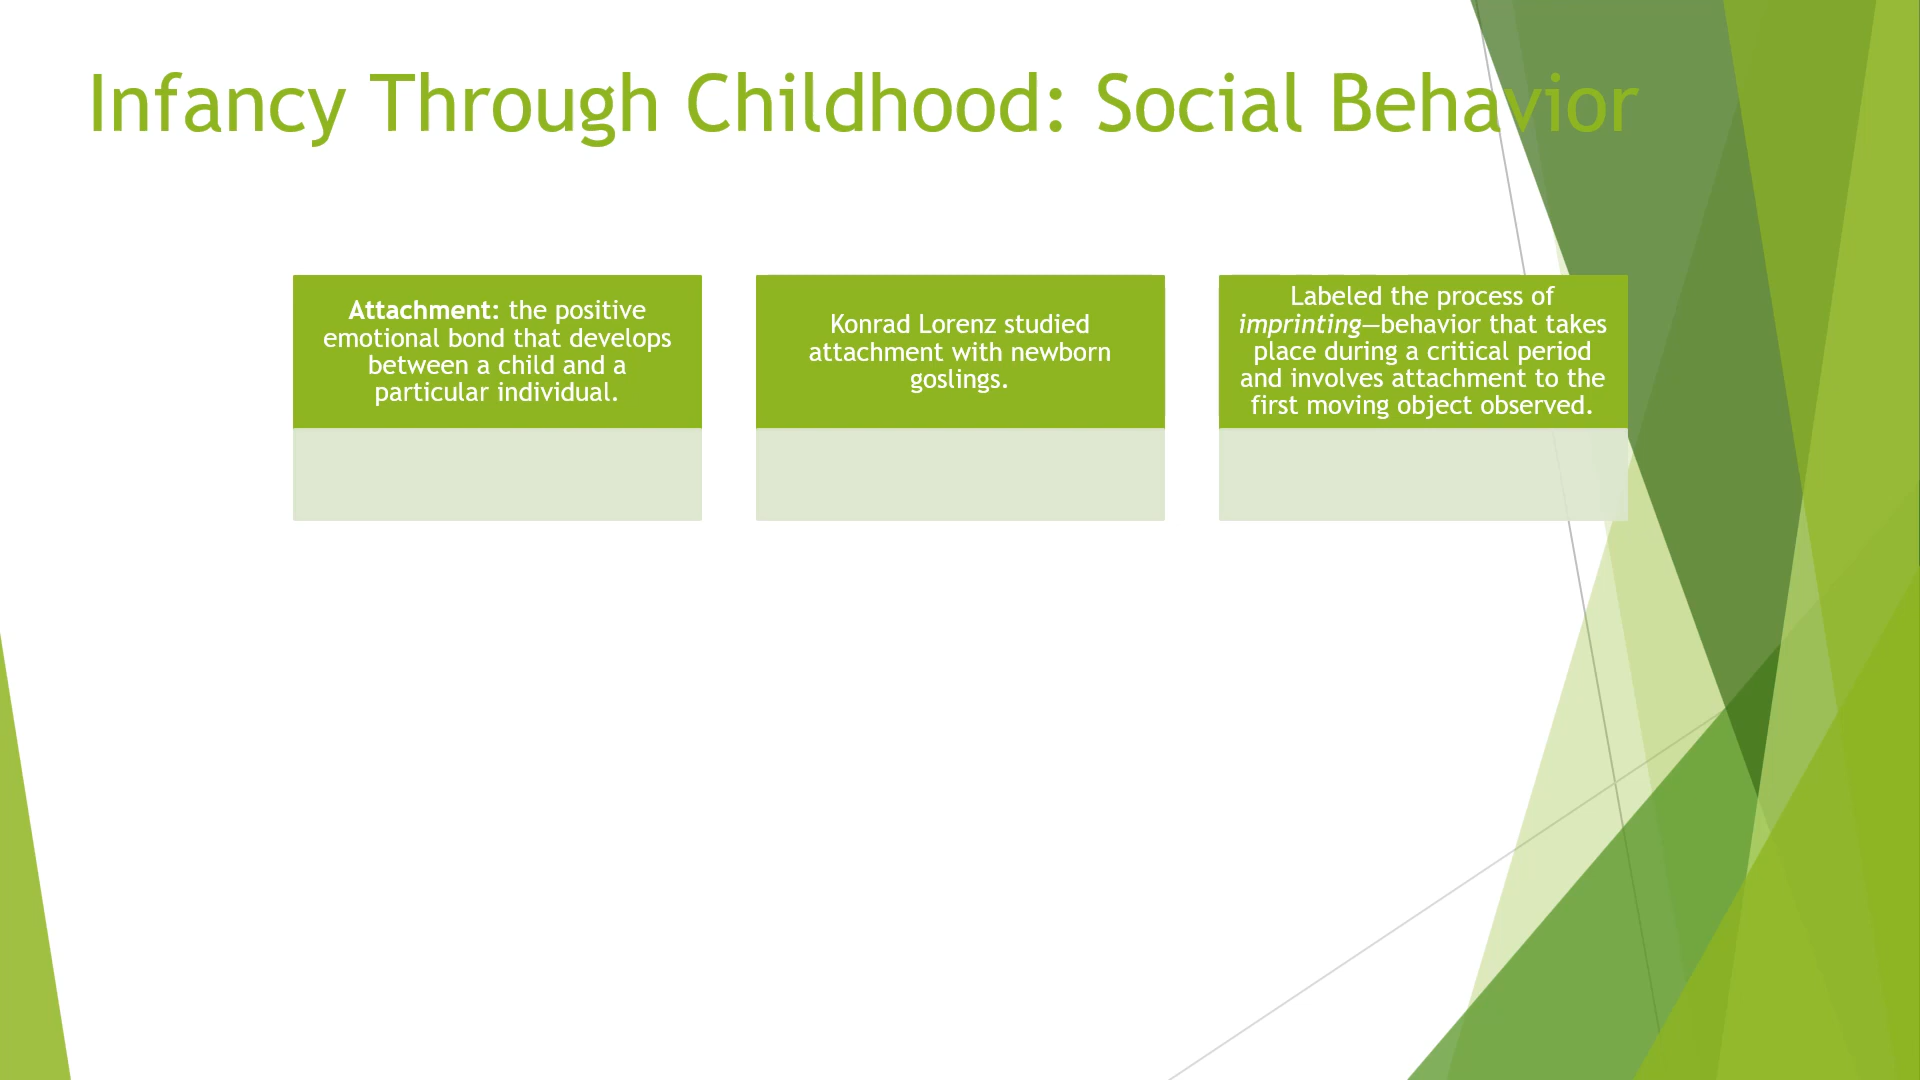 Infancy Through Childhood: Social Behavior
Attachment: the positive
emotional bond that develops
between a child and a
particular individual.
Konrad Lorenz studied
attachment with newborn
goslings.
Labeled the process of
imprinting—behavior that takes
place during a critical period
and involves attachment to the
first moving object observed.